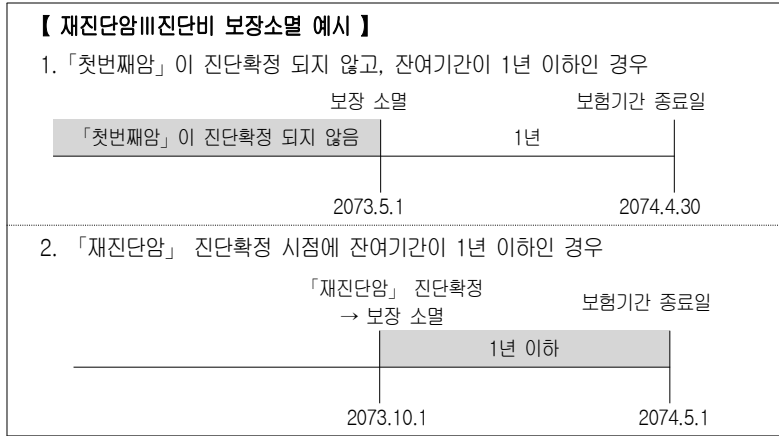 【 재진단암Ⅲ진단비 보장소멸 예시 】
1.「첫번째암」이 진단확정 되지 않고, 잔여기간이 1년 이하인 경우
보장 소멸 보험기간 종료일
「첫번째암」이 진단확정 되지 않음 1년
2073.5.1 2074.4.30
2. 「재진단암」 진단확정 시점에 잔여기간이 1년 이하인 경우
「재진단암」 진단확정
→ 보장 소멸 보험기간 종료일
1년 이하
2073.10.1 2074.5.1